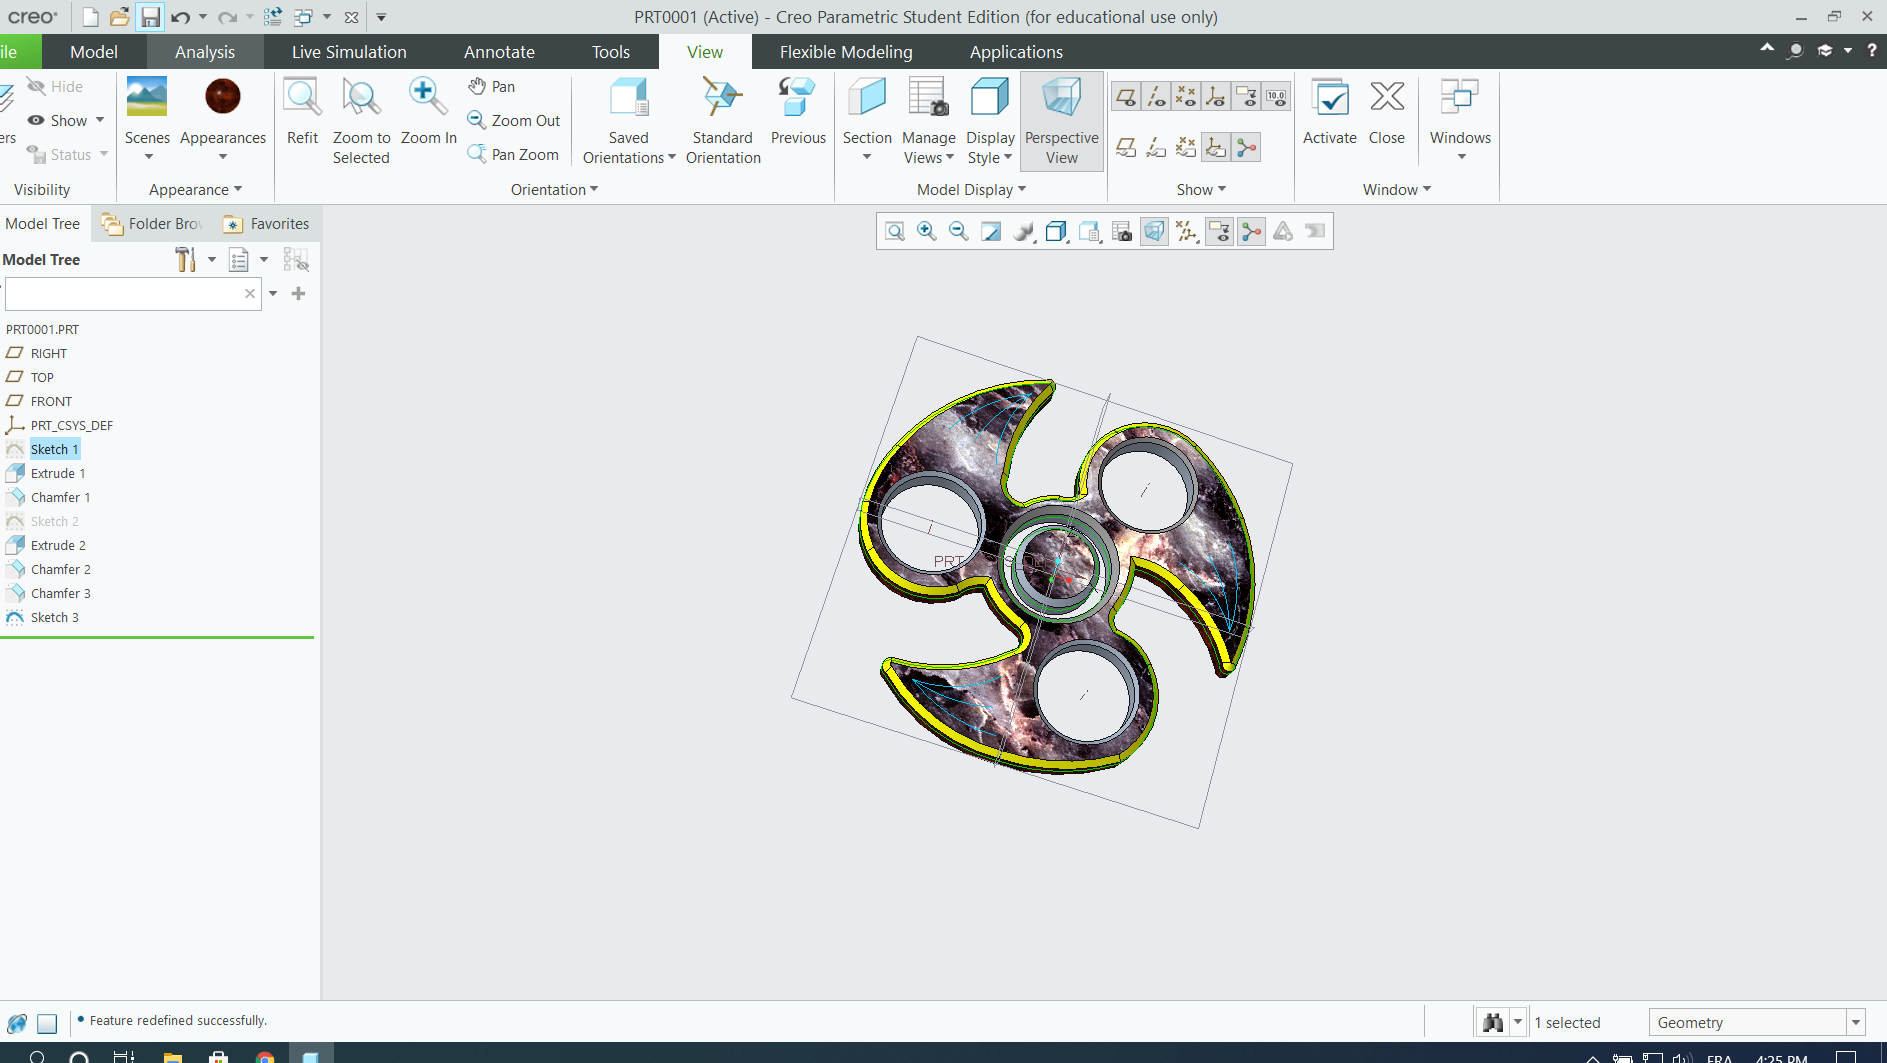 creo
PRT0001 (Active) - Creo Parametric Student Edition (for educational use only)
ile
Model
Analysis
Live Simulation
Annotate
Tools
View
Flexible Modeling
Applications
Hide
Show
Status
ers
Visibility
Scenes
Appearances
Appearance
Refit
Zoom to
Selected
Zoom In
Pan
Zoom Out
Pan Zoom
Saved
Orientations
Standard
Orientation
Previous
Orientation
Section
Manage
Views
Display
Style
Perspective
View
Model Display
10.0
Show
Activate
Close
Windows
Window
Model Tree
Folder Bro
Favorites
Model Tree
PRT0001.PRT
RIGHT
TOP
FRONT
PRT_CSYS_DEF
Sketch 1
Extrude 1
Chamfer 1
Sketch 2
Extrude 2
Chamfer 2
Chamfer 3
Sketch 3
PRT
Feature redefined successfully.
1 selected
Geometry
FRA
4:25 PM